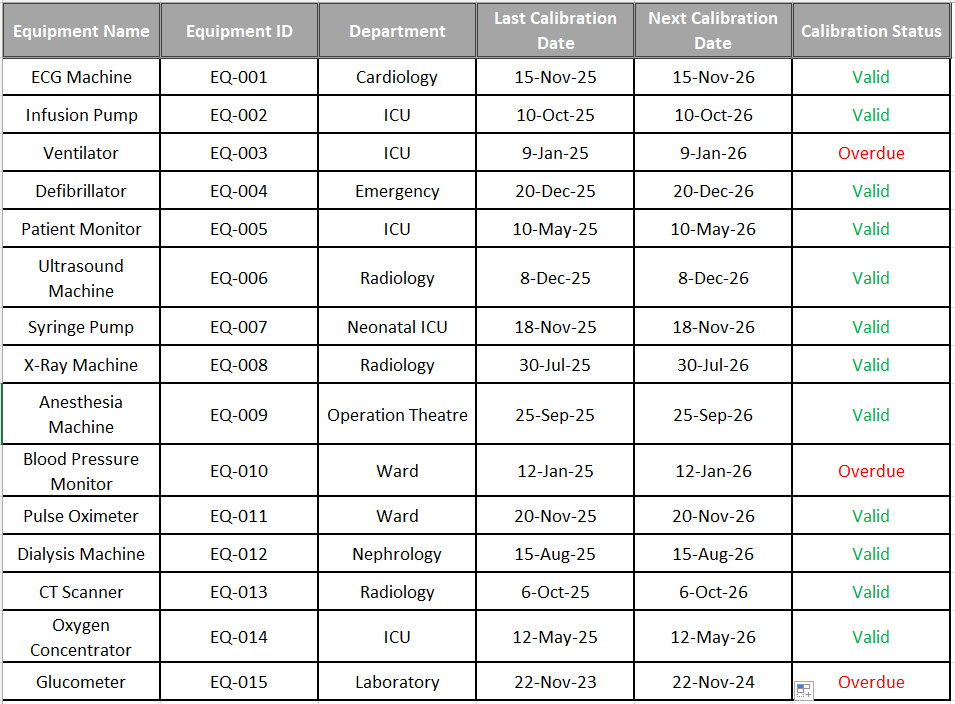 Equipment Name Equipment ID Department Last Calibration Date Next Calibration Date Calibration Status
ECG Machine EQ-001 Cardiology 15-Nov-25 15-Nov-26 Valid
Infusion Pump EQ-002 ICU 10-Oct-25 10-Oct-26 Valid
Ventilator EQ-003 ICU 9-Jan-25 9-Jan-26 Overdue
Defibrillator EQ-004 Emergency 20-Dec-25 20-Dec-26 Valid
Patient Monitor EQ-005 ICU 10-May-25 10-May-26 Valid
Ultrasound Machine EQ-006 Radiology 8-Dec-25 8-Dec-26 Valid
Syringe Pump EQ-007 Neonatal ICU 18-Nov-25 18-Nov-26 Valid
X-Ray Machine EQ-008 Radiology 30-Jul-25 30-Jul-26 Valid
Anesthesia Machine EQ-009 Operation Theatre 25-Sep-25 25-Sep-26 Valid
Blood Pressure Monitor EQ-010 Ward 12-Jan-25 12-Jan-26 Overdue
Pulse Oximeter EQ-011 Ward 20-Nov-25 20-Nov-26 Valid
Dialysis Machine EQ-012 Nephrology 15-Aug-25 15-Aug-26 Valid
CT Scanner EQ-013 Radiology 6-Oct-25 6-Oct-26 Valid
Oxygen Concentrator EQ-014 ICU 12-May-25 12-May-26 Valid
Glucometer EQ-015 Laboratory 22-Nov-23 22-Nov-24 Overdue